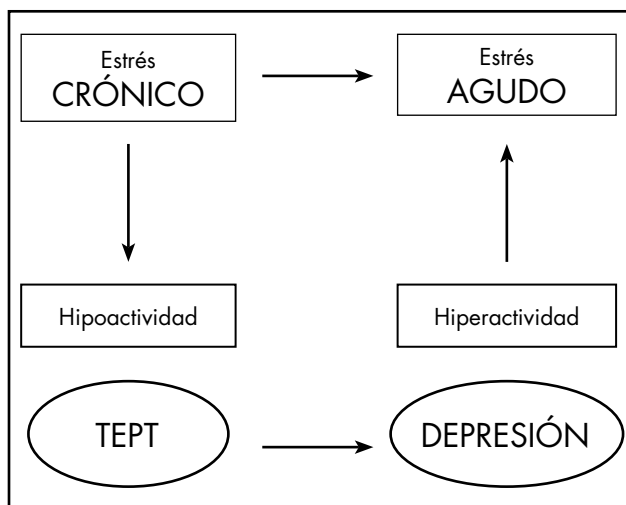 Estrés
CRÓNICO
Estrés
AGUDO
Hipoactividad
Hiperactividad
TEPT
DEPRESIÓN